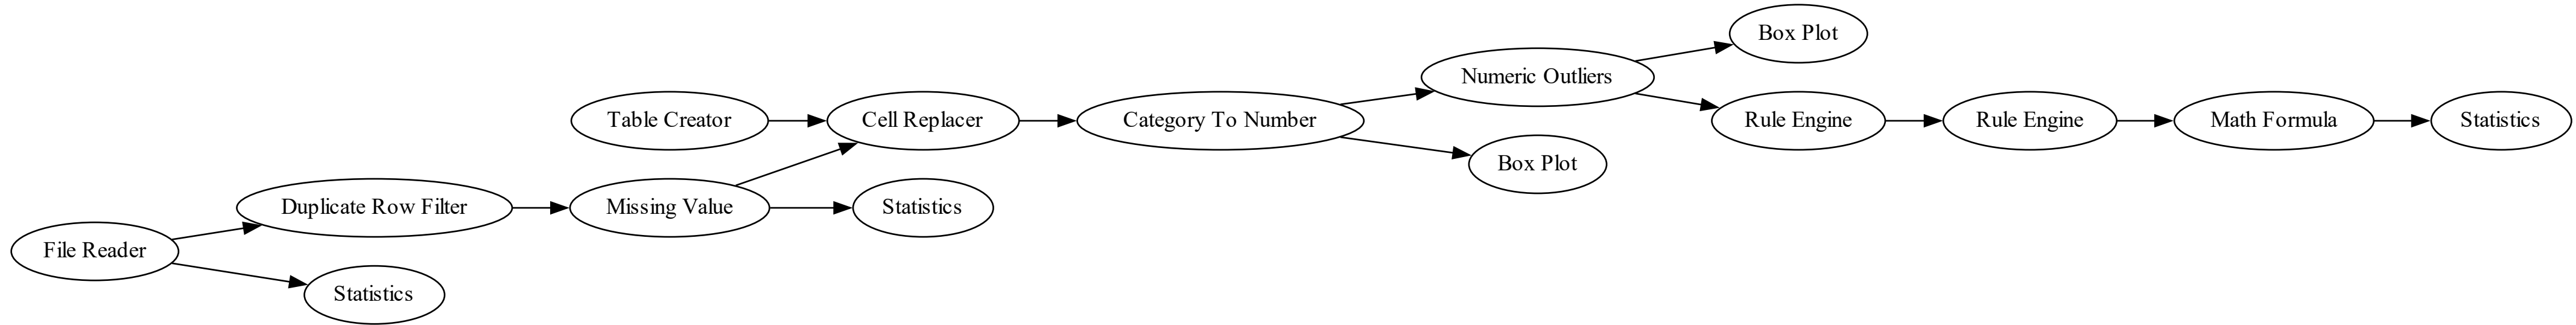 File Reader
Duplicate Row Filter
Statistics
Table Creator
Missing Value
Cell Replacer
Statistics
Category To Number
Numeric Outliers
Box Plot
Box Plot
Rule Engine
Rule Engine
Math Formula
Statistics